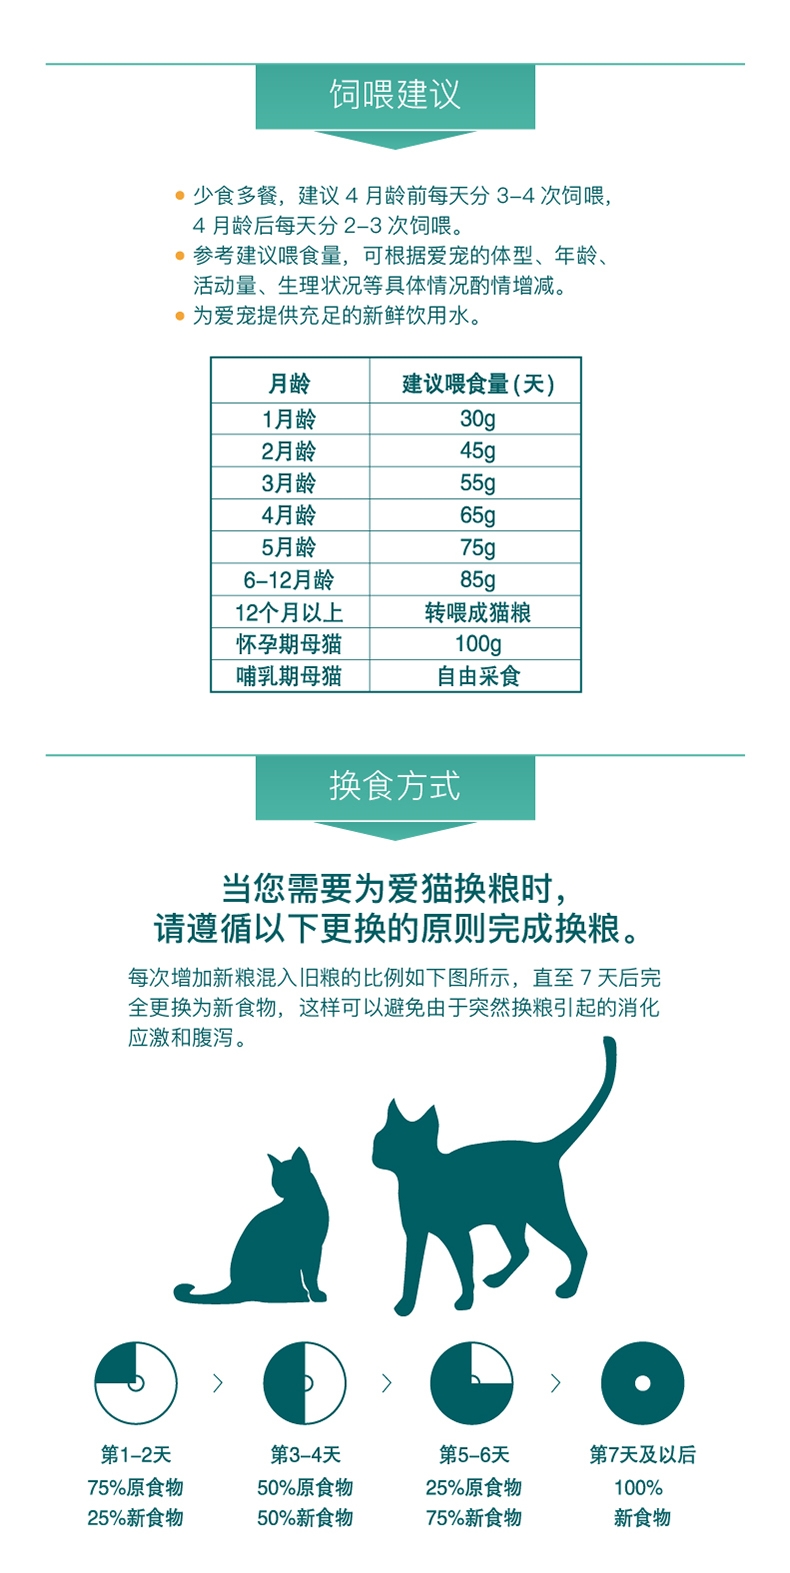 饲喂建议
少食多餐，建议 4 月龄前每天分 3–4 次饲喂，
4 月龄后每天分 2–3 次饲喂。
参考建议喂食量，可根据爱宠的体型、年龄、
活动量、生理状况等具体情况酌情增减。
为爱宠提供充足的新鲜饮用水。
月龄 建议喂食量 (天)
1月龄 30g
2月龄 45g
3月龄 55g
4月龄 65g
5月龄 75g
6–12月龄 85g
12个月以上 转喂成猫粮
怀孕期母猫 100g
哺乳期母猫 自由采食
换食方式
当您需要为爱猫换粮时，
请遵循以下更换的原则完成换粮。
每次增加新粮混入旧粮的比例如下图所示，直至 7 天后完
全更换为新食物，这样可以避免由于突然换粮引起的消化
应激和腹泻。
第1–2天 第3–4天 第5–6天 第7天及以后
75%原食物 50%原食物 25%原食物 100%
25%新食物 50%新食物 75%新食物 新食物